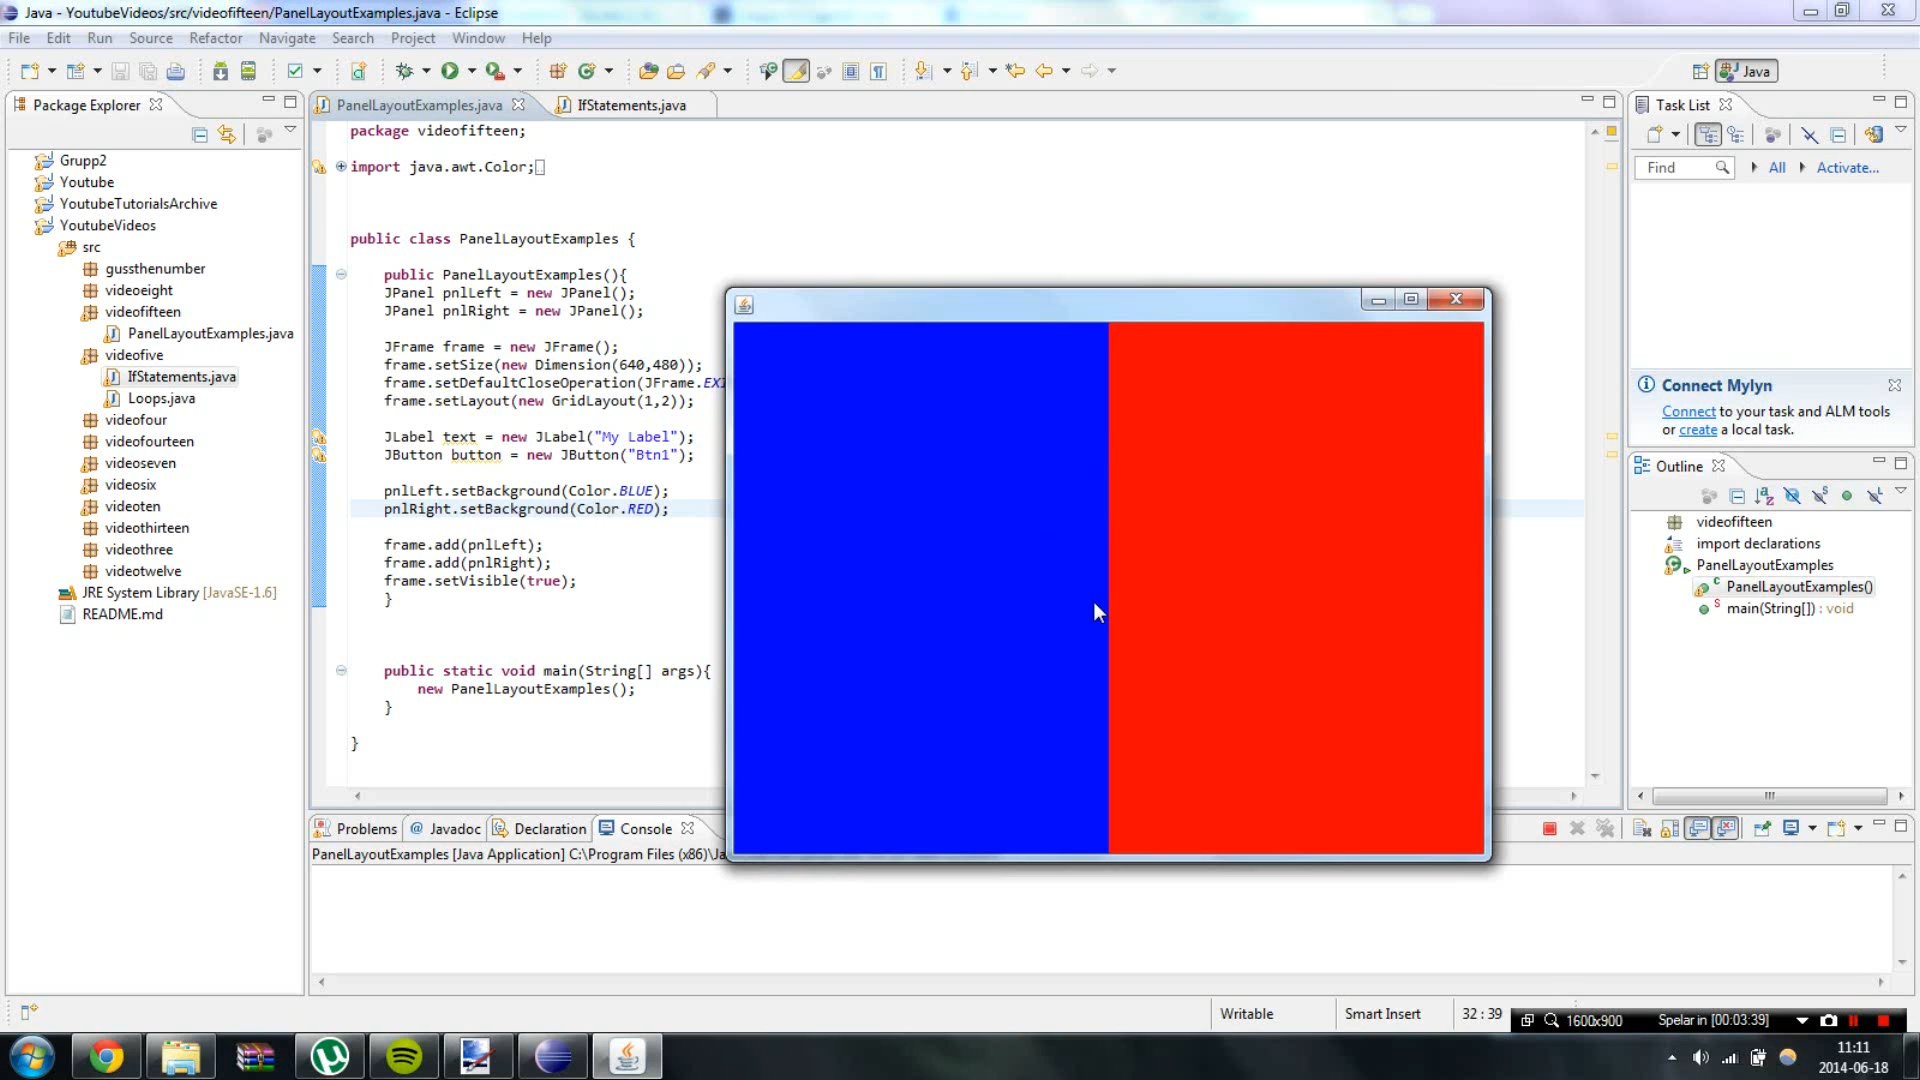 Java - YoutubeVideos/src/videofifteen/PanelLayoutExamples.java - Eclipse
File Edit Run Source Refactor Navigate Search Project Window Help
Java
Package Explorer
Grupp2
Youtube
YoutubeTutorialsArchive
YoutubeVideos
src
gussthenumber
videoeight
videofifteen
PanelLayoutExamples.java
videofive
IfStatements.java
Loops.java
videofour
videofourteen
videoseven
videosix
videoten
videothirteen
videothree
videotwelve
JRE System Library [JavaSE-1.6]
README.md
PanelLayoutExamples.java IfStatements.java
package videofifteen;
import java.awt.Color;
public class PanelLayoutExamples {
public PanelLayoutExamples(){
JPanel pnlLeft = new JPanel();
JPanel pnlRight = new JPanel();
JFrame frame = new JFrame();
frame.setSize(new Dimension(640,480));
frame.setDefaultCloseOperation(JFrame.EXI
frame.setLayout(new GridLayout(1,2));
JLabel text = new JLabel("My Label");
JButton button = new JButton("Btn1");
pnlLeft.setBackground(Color.BLUE);
pnlRight.setBackground(Color.RED);
frame.add(pnlLeft);
frame.add(pnlRight);
frame.setVisible(true);
}
public static void main(String[] args){
new PanelLayoutExamples();
}
}
Problems @ Javadoc Declaration Console
PanelLayoutExamples [Java Application] C:\Program Files (x86)\Ja
Task List
Find All Activate...
Connect Mylyn
Connect to your task and ALM tools
or create a local task.
Outline
videofifteen
import declarations
PanelLayoutExamples
PanelLayoutExamples()
main(String[]) : void
Writable Smart Insert 32 : 39
1600x900 Spelar in [00:03:39]
11:11
2014-06-18